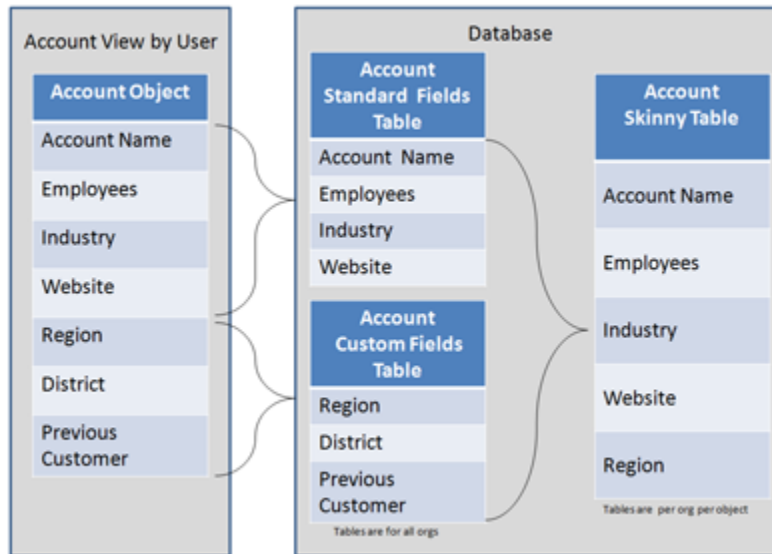 Account View by User
Account Object
Account Name
Employees
Industry
Website
Region
District
Previous
Customer
Database
Account
Standard Fields
Table
Account Name
Employees
Industry
Website
Account
Custom Fields
Table
Region
District
Previous
Customer
Tables are for all orgs
Account
Skinny Table
Account Name
Employees
Industry
Website
Region
Tables are per org per object